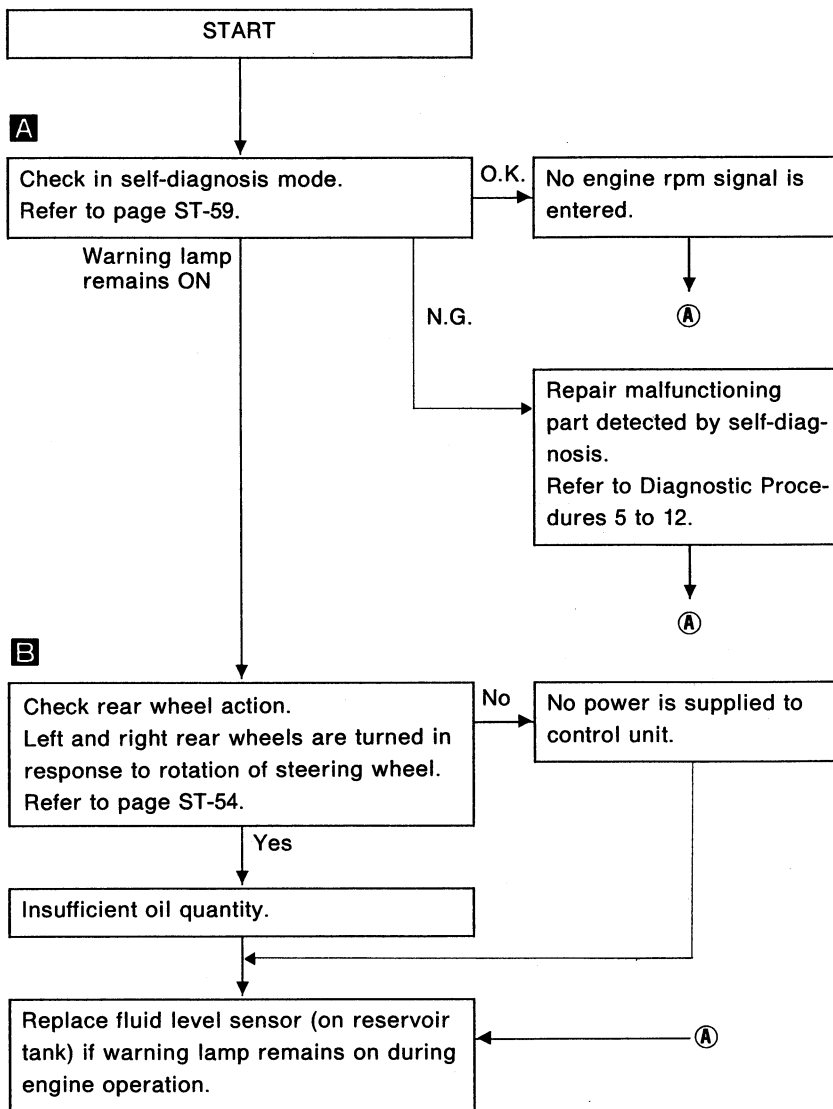 START
A
Check in self-diagnosis mode.
Refer to page ST-59.
O.K.
No engine rpm signal is
entered.
Warning lamp
remains ON
N.G.
Ⓐ
Repair malfunctioning
part detected by self-diag-
nosis.
Refer to Diagnostic Proce-
dures 5 to 12.
Ⓐ
B
Check rear wheel action.
Left and right rear wheels are turned in
response to rotation of steering wheel.
Refer to page ST-54.
No
No power is supplied to
control unit.
Yes
Insufficient oil quantity.
Replace fluid level sensor (on reservoir
tank) if warning lamp remains on during
engine operation.
Ⓐ